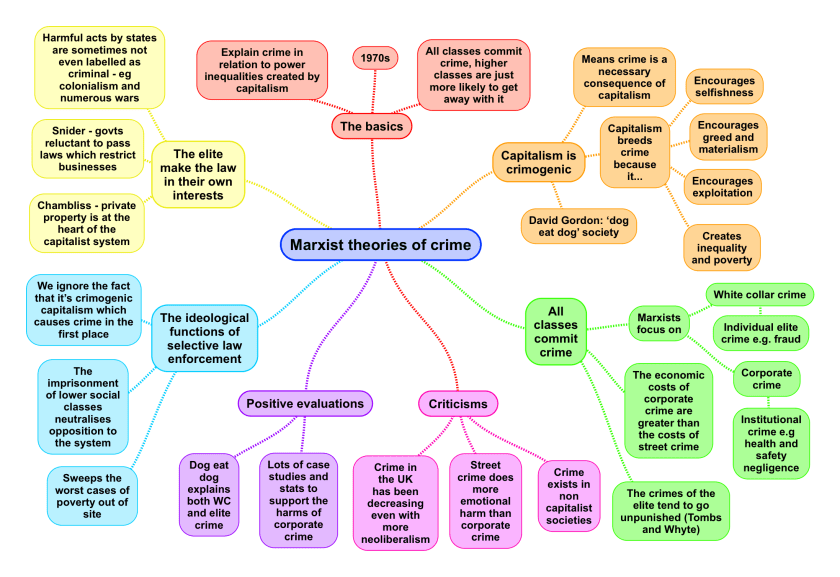 Marxist theories of crime
The basics
Explain crime in
relation to power
inequalities created by
capitalism
1970s
All classes commit
crime, higher
classes are just
more likely to get
away with it
Capitalism is
crimogenic
Means crime is a
necessary
consequence of
capitalism
Capitalism
breeds
crime
because
it...
Encourages
selfishness
Encourages
greed and
materialism
Encourages
exploitation
Creates
inequality
and poverty
David Gordon: ‘dog
eat dog’ society
All
classes
commit
crime
Marxists
focus on
White collar crime
Individual elite
crime e.g. fraud
Corporate
crime
Institutional
crime e.g
health and
safety
negligence
The economic
costs of
corporate
crime are
greater than
the costs of
street crime
The crimes of the
elite tend to go
unpunished (Tombs
and Whyte)
Criticisms
Crime in
the UK
has been
decreasing
even with
more
neoliberalism
Street
crime does
more
emotional
harm than
corporate
crime
Crime
exists in
non
capitalist
societies
Positive evaluations
Dog eat
dog
explains
both WC
and elite
crime
Lots of case
studies and
stats to
support the
harms of
corporate
crime
The ideological
functions of
selective law
enforcement
We ignore the fact
that it’s crimogenic
capitalism which
causes crime in the
first place
The
imprisonment
of lower social
classes
neutralises
opposition to
the system
Sweeps the
worst cases of
poverty out of
site
The elite
make the law
in their own
interests
Harmful acts by states
are sometimes not
even labelled as
criminal - eg
colonialism and
numerous wars
Snider - govts
reluctant to pass
laws which restrict
businesses
Chambliss - private
property is at the
heart of the
capitalist system